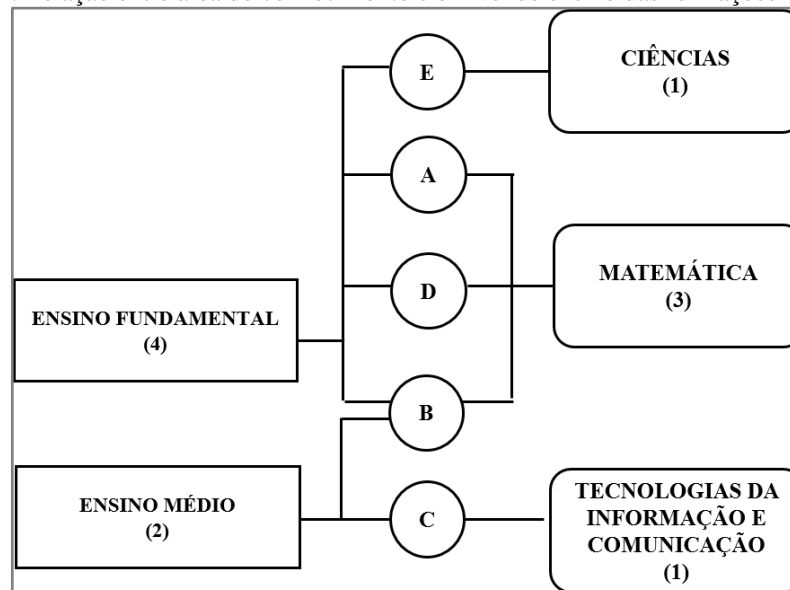 E
CIÊNCIAS
(1)
A
D
MATEMÁTICA
(3)
ENSINO FUNDAMENTAL
(4)
B
ENSINO MÉDIO
(2)
C
TECNOLOGIAS DA
INFORMAÇÃO E
COMUNICAÇÃO
(1)